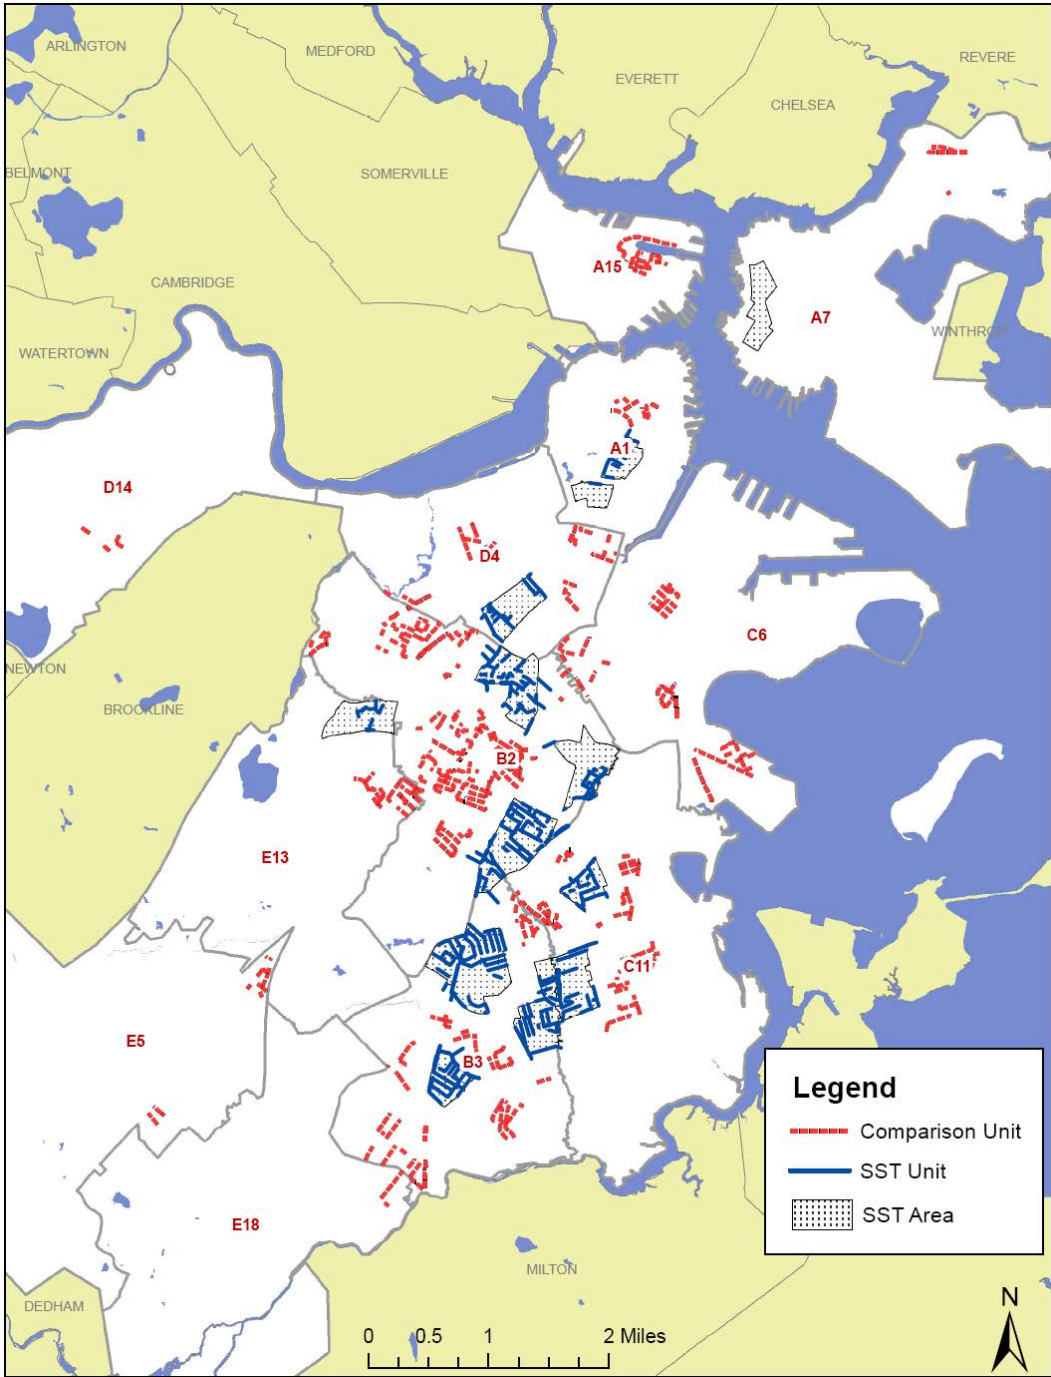 ARLINGTON
MEDFORD
REVERE
EVERETT
CHELSEA
BELMONT
SOMERVILLE
A15
CAMBRIDGE
A7
WINTHROP
WATERTOWN
A1
D14
D4
C6
NEWTON
BROOKLINE
B2
E13
C11
E5
B3
Legend
Comparison Unit
SST Unit
SST Area
E18
MILTON
DEDHAM
N
0 0.5 1 2 Miles